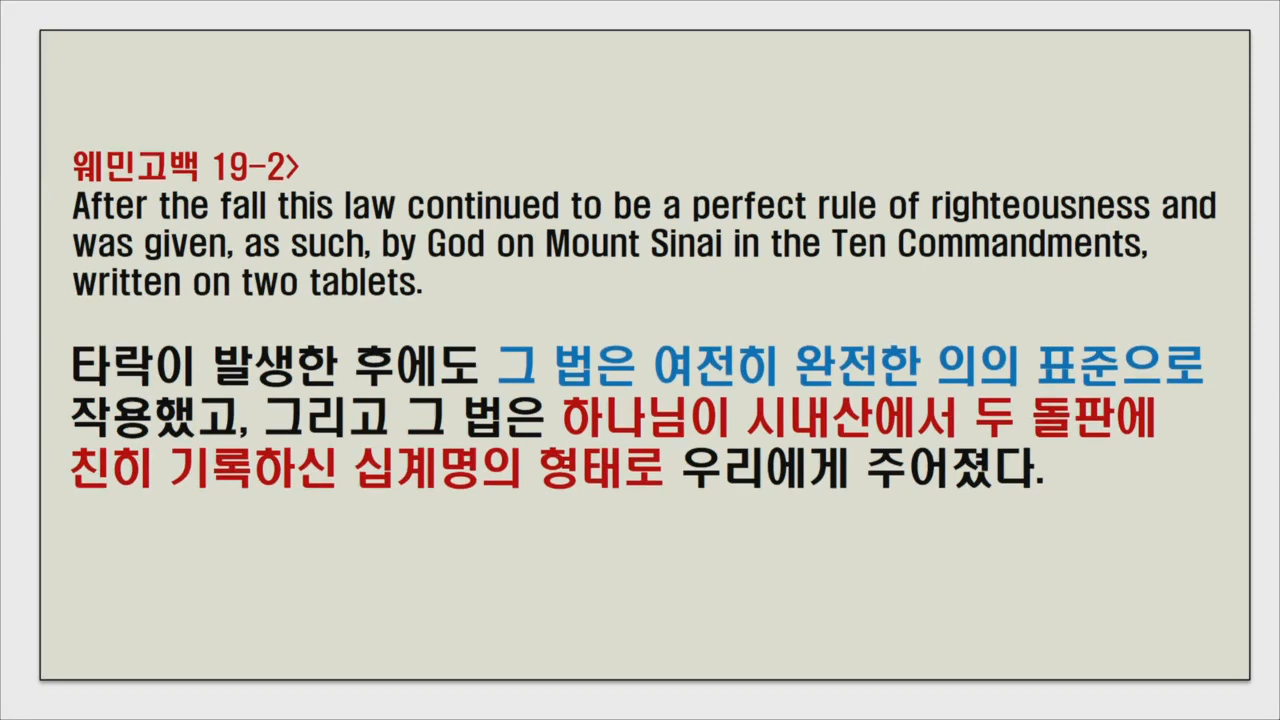 웨민고백 19-2>
After the fall this law continued to be a perfect rule of righteousness and
was given, as such, by God on Mount Sinai in the Ten Commandments,
written on two tablets.
타락이 발생한 후에도 그 법은 여전히 완전한 의의 표준으로
작용했고, 그리고 그 법은 하나님이 시내산에서 두 돌판에
친히 기록하신 십계명의 형태로 우리에게 주어졌다.